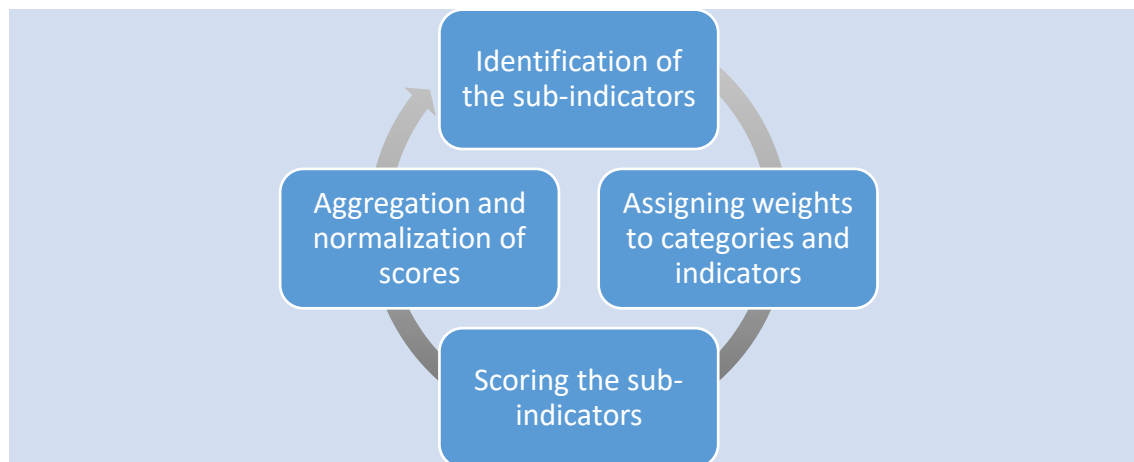 Identification of
the sub-indicators
Assigning weights
to categories and
indicators
Scoring the sub-
indicators
Aggregation and
normalization of
scores